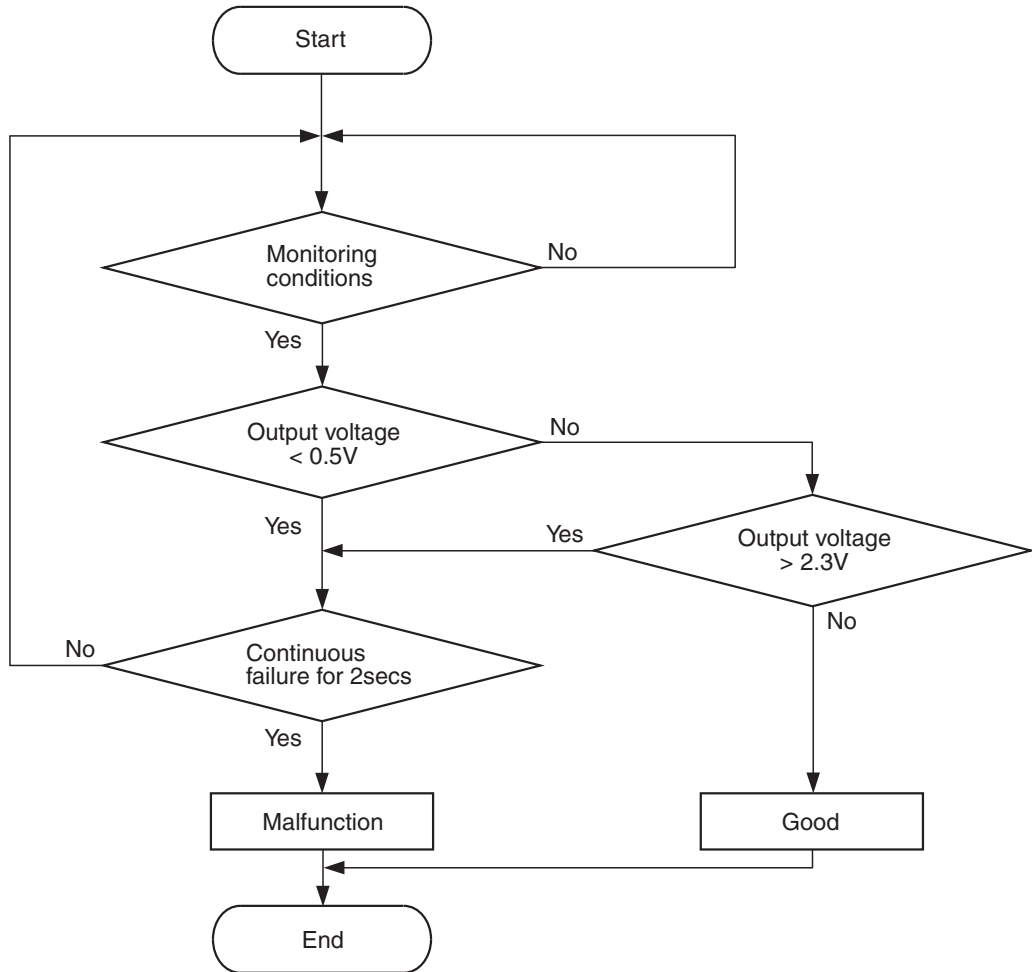 Start
Monitoring
conditions
No
Yes
Output voltage
< 0.5V
No
Yes
Yes
Output voltage
> 2.3V
No
No
Continuous
failure for 2secs
Yes
Malfunction
Good
End